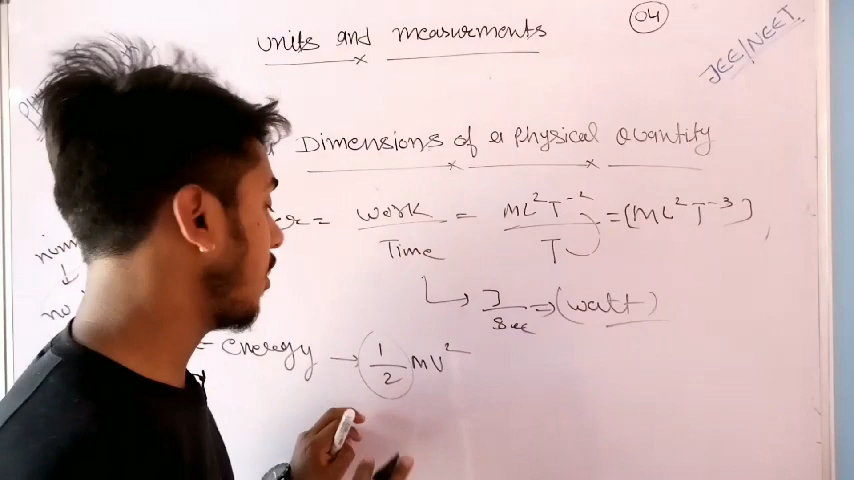 04
units and measurements
JEE/NEET
Dimensions of a Physical Quantity
= work / Time = ML²T⁻² / T = [ML²T⁻³]
J / sec ⇒ (watt)
= energy → 1/2 mv²
no